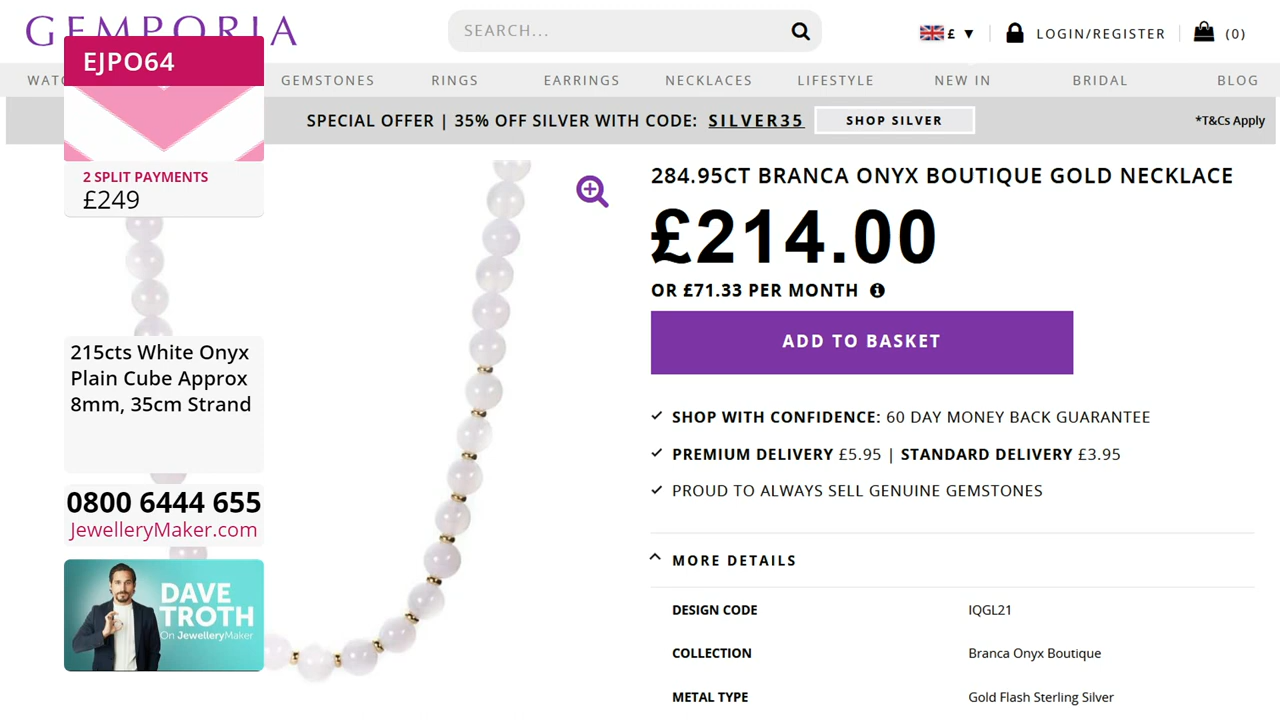 GEMPORIA
SEARCH...
£ ▼
LOGIN/REGISTER
(0)
EJPO64
GEMSTONES
RINGS
EARRINGS
NECKLACES
LIFESTYLE
NEW IN
BRIDAL
BLOG
SPECIAL OFFER | 35% OFF SILVER WITH CODE: SILVER35
SHOP SILVER
*T&Cs Apply
2 SPLIT PAYMENTS
£249
284.95CT BRANCA ONYX BOUTIQUE GOLD NECKLACE
£214.00
OR £71.33 PER MONTH
ADD TO BASKET
215cts White Onyx
Plain Cube Approx
8mm, 35cm Strand
SHOP WITH CONFIDENCE: 60 DAY MONEY BACK GUARANTEE
PREMIUM DELIVERY £5.95 | STANDARD DELIVERY £3.95
PROUD TO ALWAYS SELL GENUINE GEMSTONES
0800 6444 655
JewelleryMaker.com
DAVE
TROTH
On JewelleryMaker
MORE DETAILS
DESIGN CODE IQGL21
COLLECTION Branca Onyx Boutique
METAL TYPE Gold Flash Sterling Silver